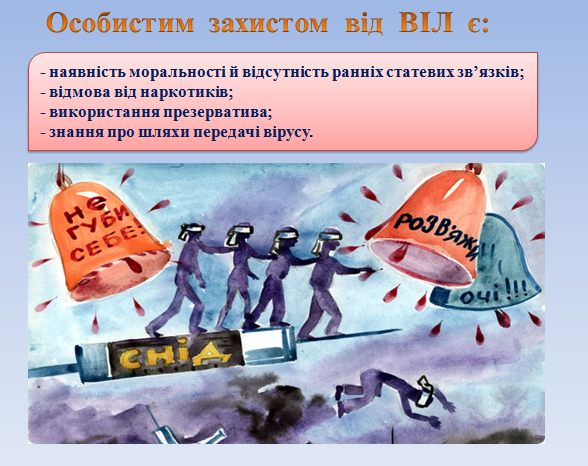 Особистим захистом від ВІЛ є:
- наявність моральності й відсутність ранніх статевих зв’язків;
- відмова від наркотиків;
- використання презерватива;
- знання про шляхи передачі вірусу.
НЕ
ГУБИ
СЕБЕ!
РОЗВ'ЯЖИ
ОЧІ!!!
СНІД